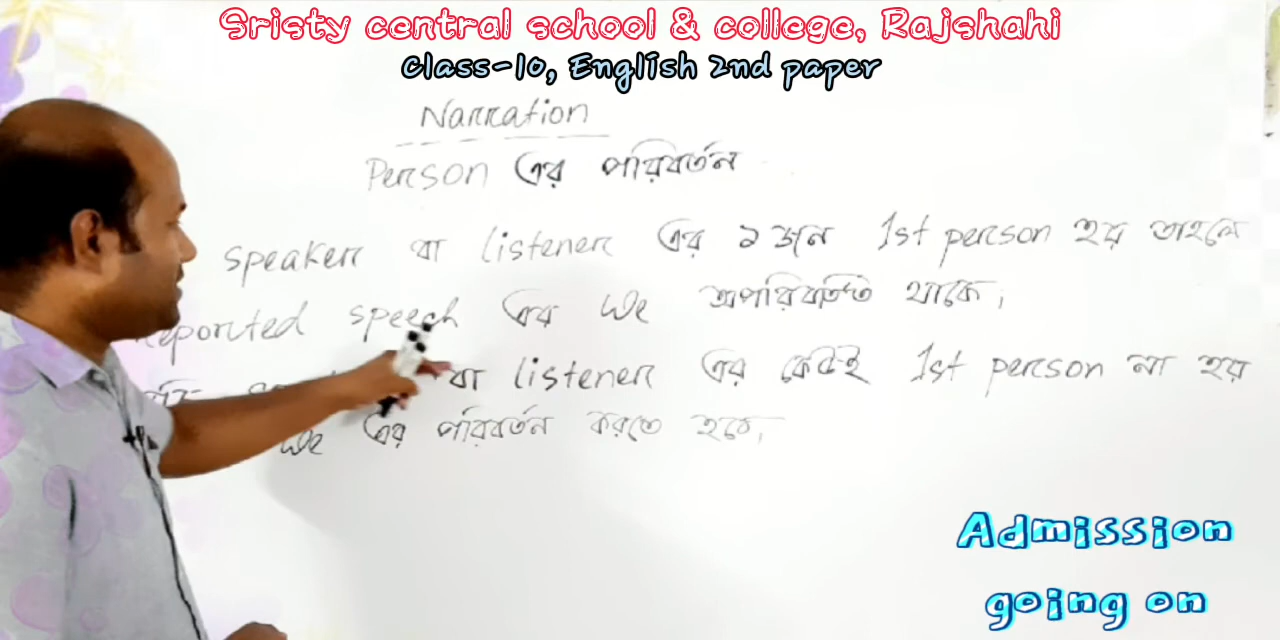 Sristy central school & college, Rajshahi
Class-10, English 2nd paper
Narration
Person এর পরিবর্তন
speaker বা listener এর ১ জন 1st person হয় তাহলে
reported speech এর we অপরিবর্তিত থাকে,
বা listener এর কেউই 1st person না হয়
we এর পরিবর্তন করতে হবে,
Admission
going on